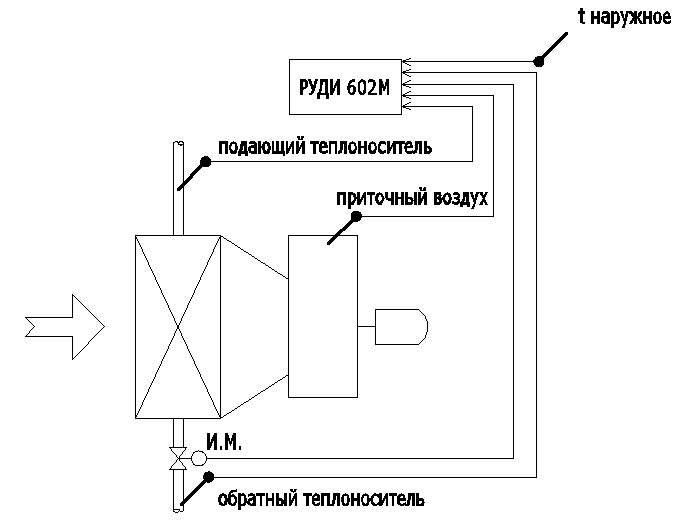 t наружное
РУДИ 602М
подающий теплоноситель
приточный воздух
И.М.
обратный теплоноситель